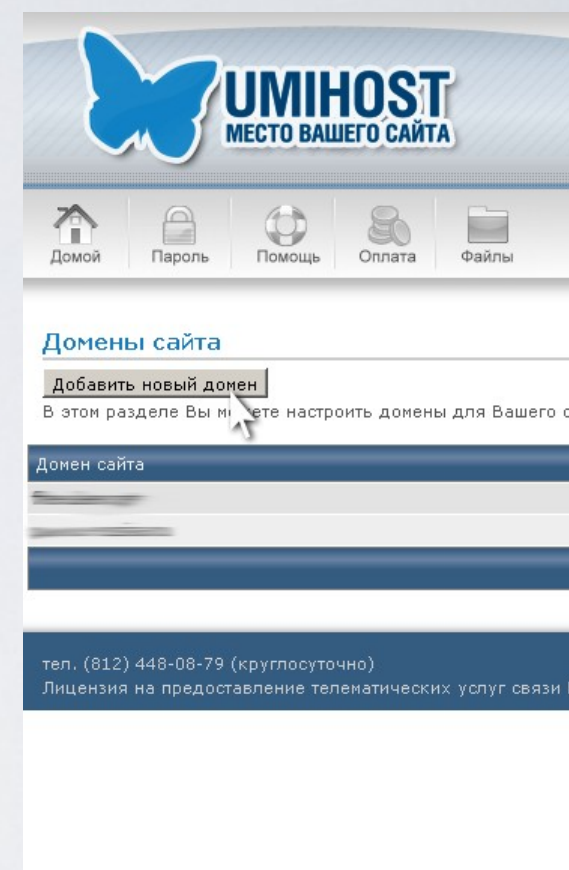 UMIHOST
МЕСТО ВАШЕГО САЙТА
Домой Пароль Помощь Оплата Файлы
Домены сайта
Добавить новый домен
В этом разделе Вы можете настроить домены для Вашего
Домен сайта
тел. (812) 448-08-79 (круглосуточно)
Лицензия на предоставление телематических услуг связи